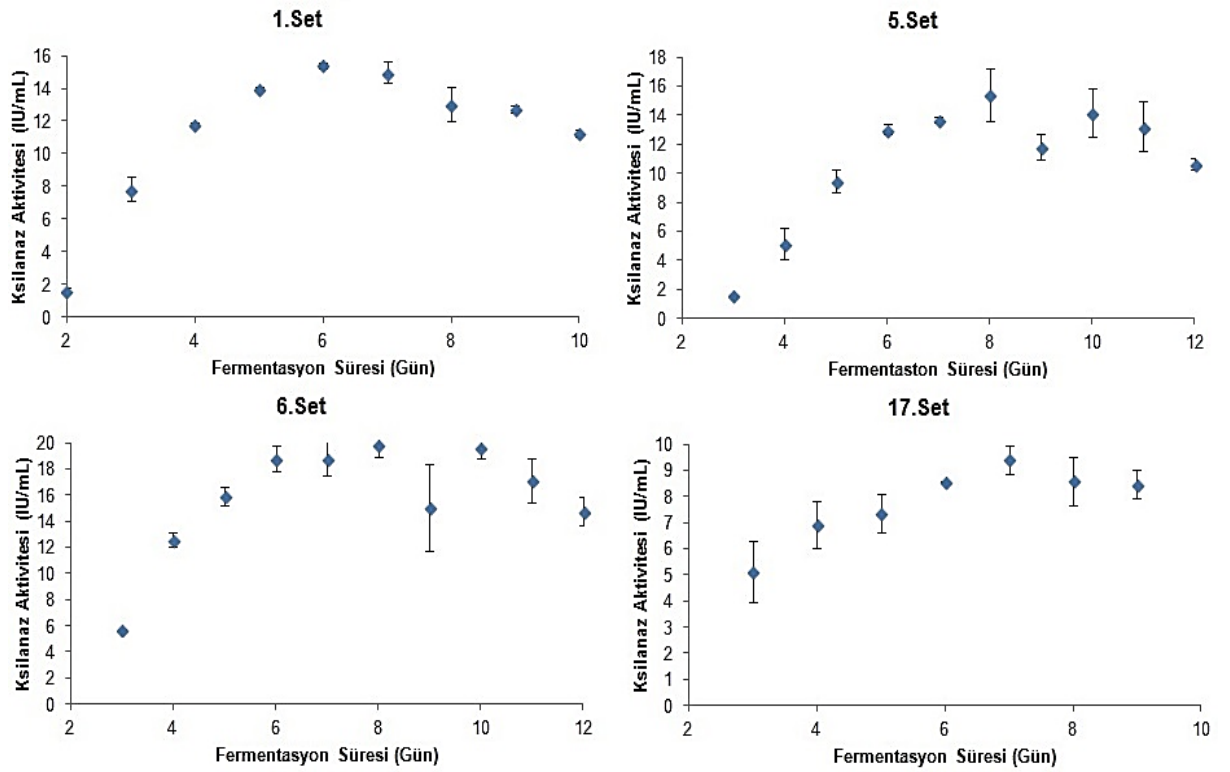 1.Set
Ksilanaz Aktivitesi (IU/mL)
16
14
12
10
8
6
4
2
0
2 4 6 8 10
Fermentasyon Süresi (Gün)
5.Set
Ksilanaz Aktivitesi (IU/mL)
18
16
14
12
10
8
6
4
2
0
2 4 6 8 10 12
Fermentaston Süresi (Gün)
6.Set
Ksilanaz Aktivitesi (IU/mL)
20
18
16
14
12
10
8
6
4
2
0
2 4 6 8 10 12
Fermentasyon Süresi (Gün)
17.Set
Ksilanaz Aktivitesi (IU/mL)
10
9
8
7
6
5
4
3
2
1
0
2 4 6 8 10
Fermentasyon Süresi (Gün)